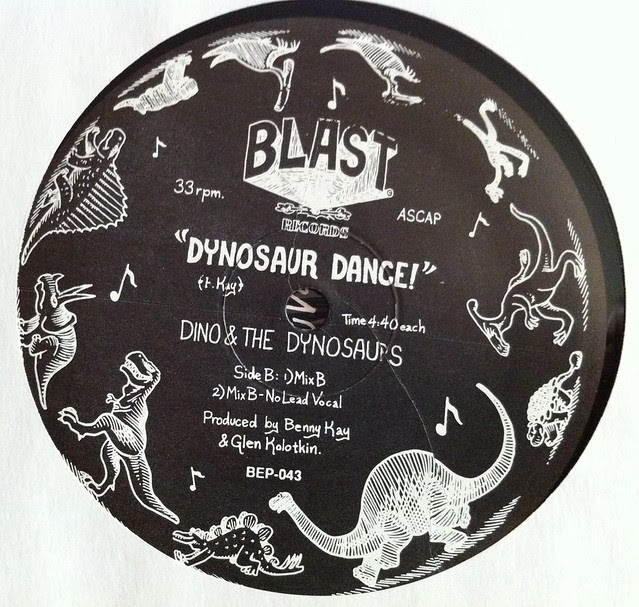 BLAST
33 rpm.
ASCAP
RECORDS
"DYNOSAUR DANCE!"
Time 4:40 each
DINO & THE DYNOSAURS
Side B: 1) Mix B
2) Mix B - No Lead Vocal
Produced by Benny Kay
& Glen Kolotkin.
BEP-043